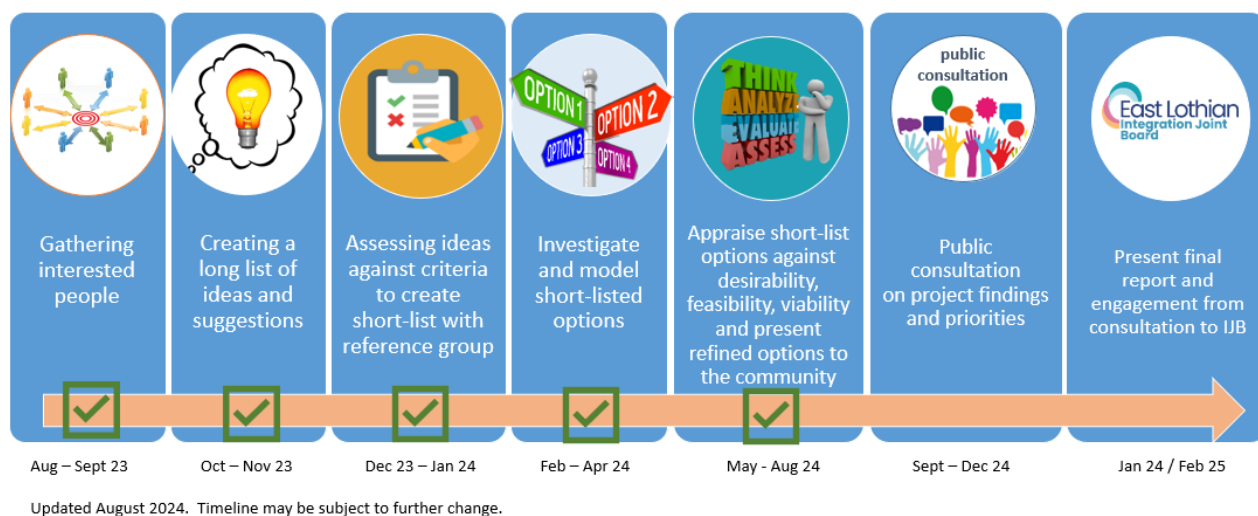 Gathering
interested
people
Aug – Sept 23
Creating a
long list of
ideas and
suggestions
Oct – Nov 23
Assessing ideas
against criteria
to create
short-list with
reference group
Dec 23 – Jan 24
OPTION 1
OPTION 2
OPTION 3
OPTION 4
Investigate
and model
short-listed
options
Feb – Apr 24
THINK
ANALYZ
EVALUATE
ASSESS
Appraise short-list
options against
desirability,
feasibility, viability
and present
refined options to
the community
May - Aug 24
public
consultation
Public
consultation
on project findings
and priorities
Sept – Dec 24
East Lothian
Integration Joint
Board
Present final
report and
engagement from
consultation to IJB
Jan 24 / Feb 25
Updated August 2024.  Timeline may be subject to further change.